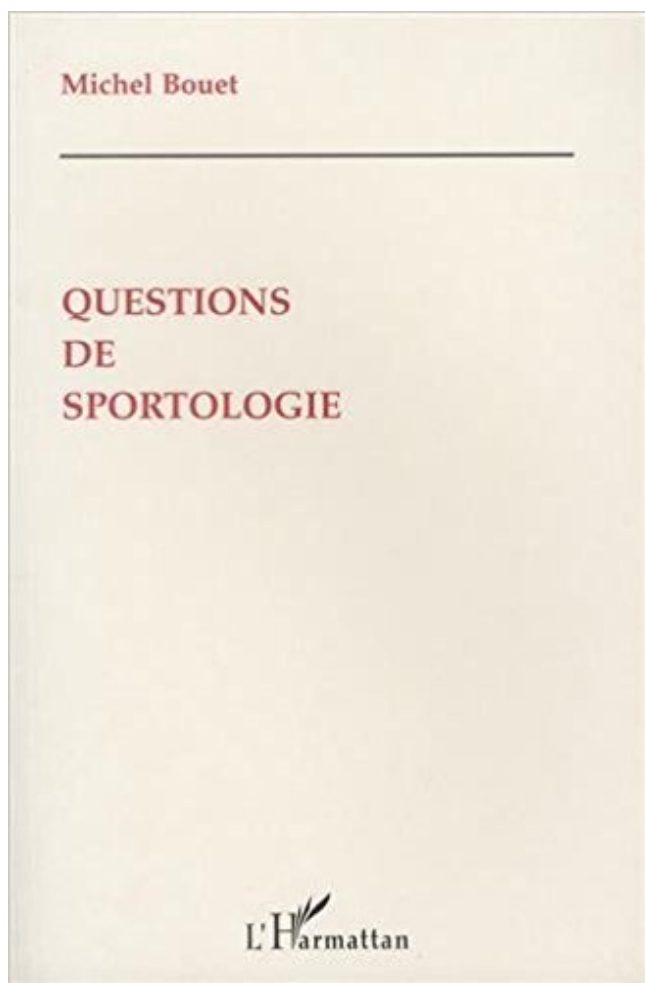 Michel Bouet
QUESTIONS
DE
SPORTOLOGIE
L'Harmattan